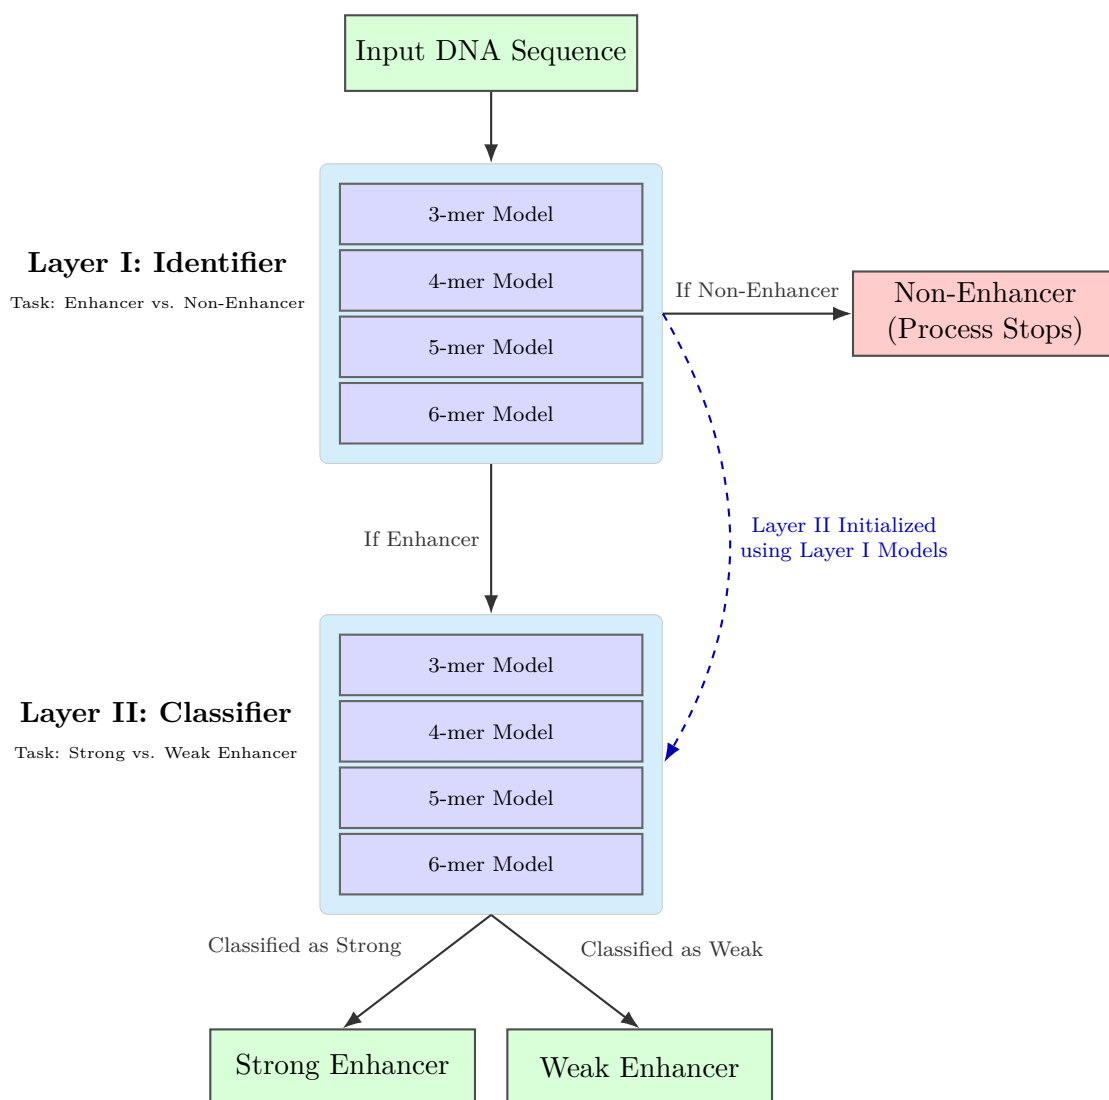 Input DNA Sequence
3-mer Model
Layer I: Identifier
Task: Enhancer vs. Non-Enhancer
4-mer Model
5-mer Model
6-mer Model
If Non-Enhancer
Non-Enhancer
(Process Stops)
If Enhancer
Layer II Initialized
using Layer I Models
3-mer Model
Layer II: Classifier
Task: Strong vs. Weak Enhancer
4-mer Model
5-mer Model
6-mer Model
Classified as Strong
Classified as Weak
Strong Enhancer
Weak Enhancer